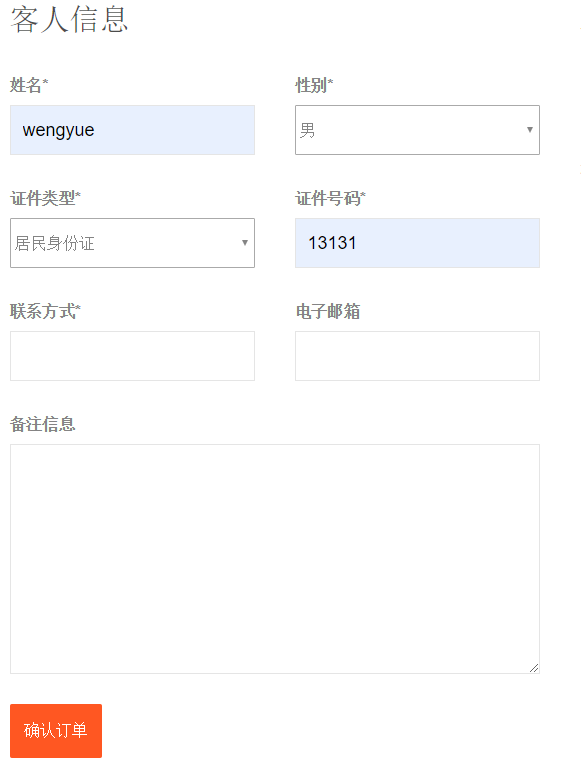 客人信息
姓名* 性别*
wengyue 男
证件类型* 证件号码*
居民身份证 13131
联系方式* 电子邮箱
备注信息
确认订单